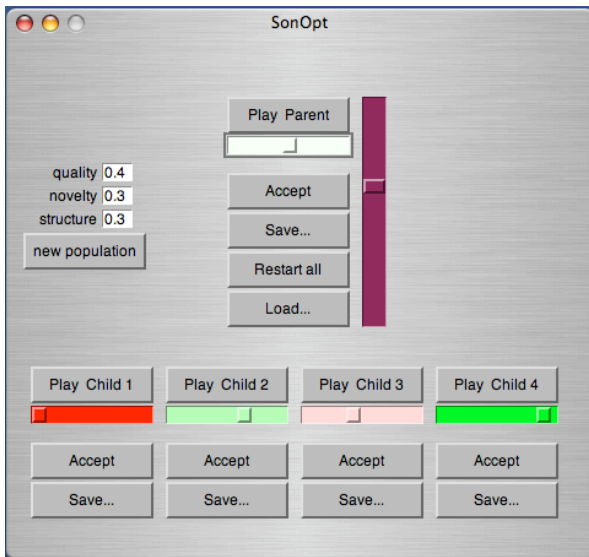 SonOpt
Play Parent
quality 0.4
novelty 0.3
structure 0.3
new population
Accept
Save...
Restart all
Load...
Play Child 1 Play Child 2 Play Child 3 Play Child 4
Accept Accept Accept Accept
Save... Save... Save... Save...